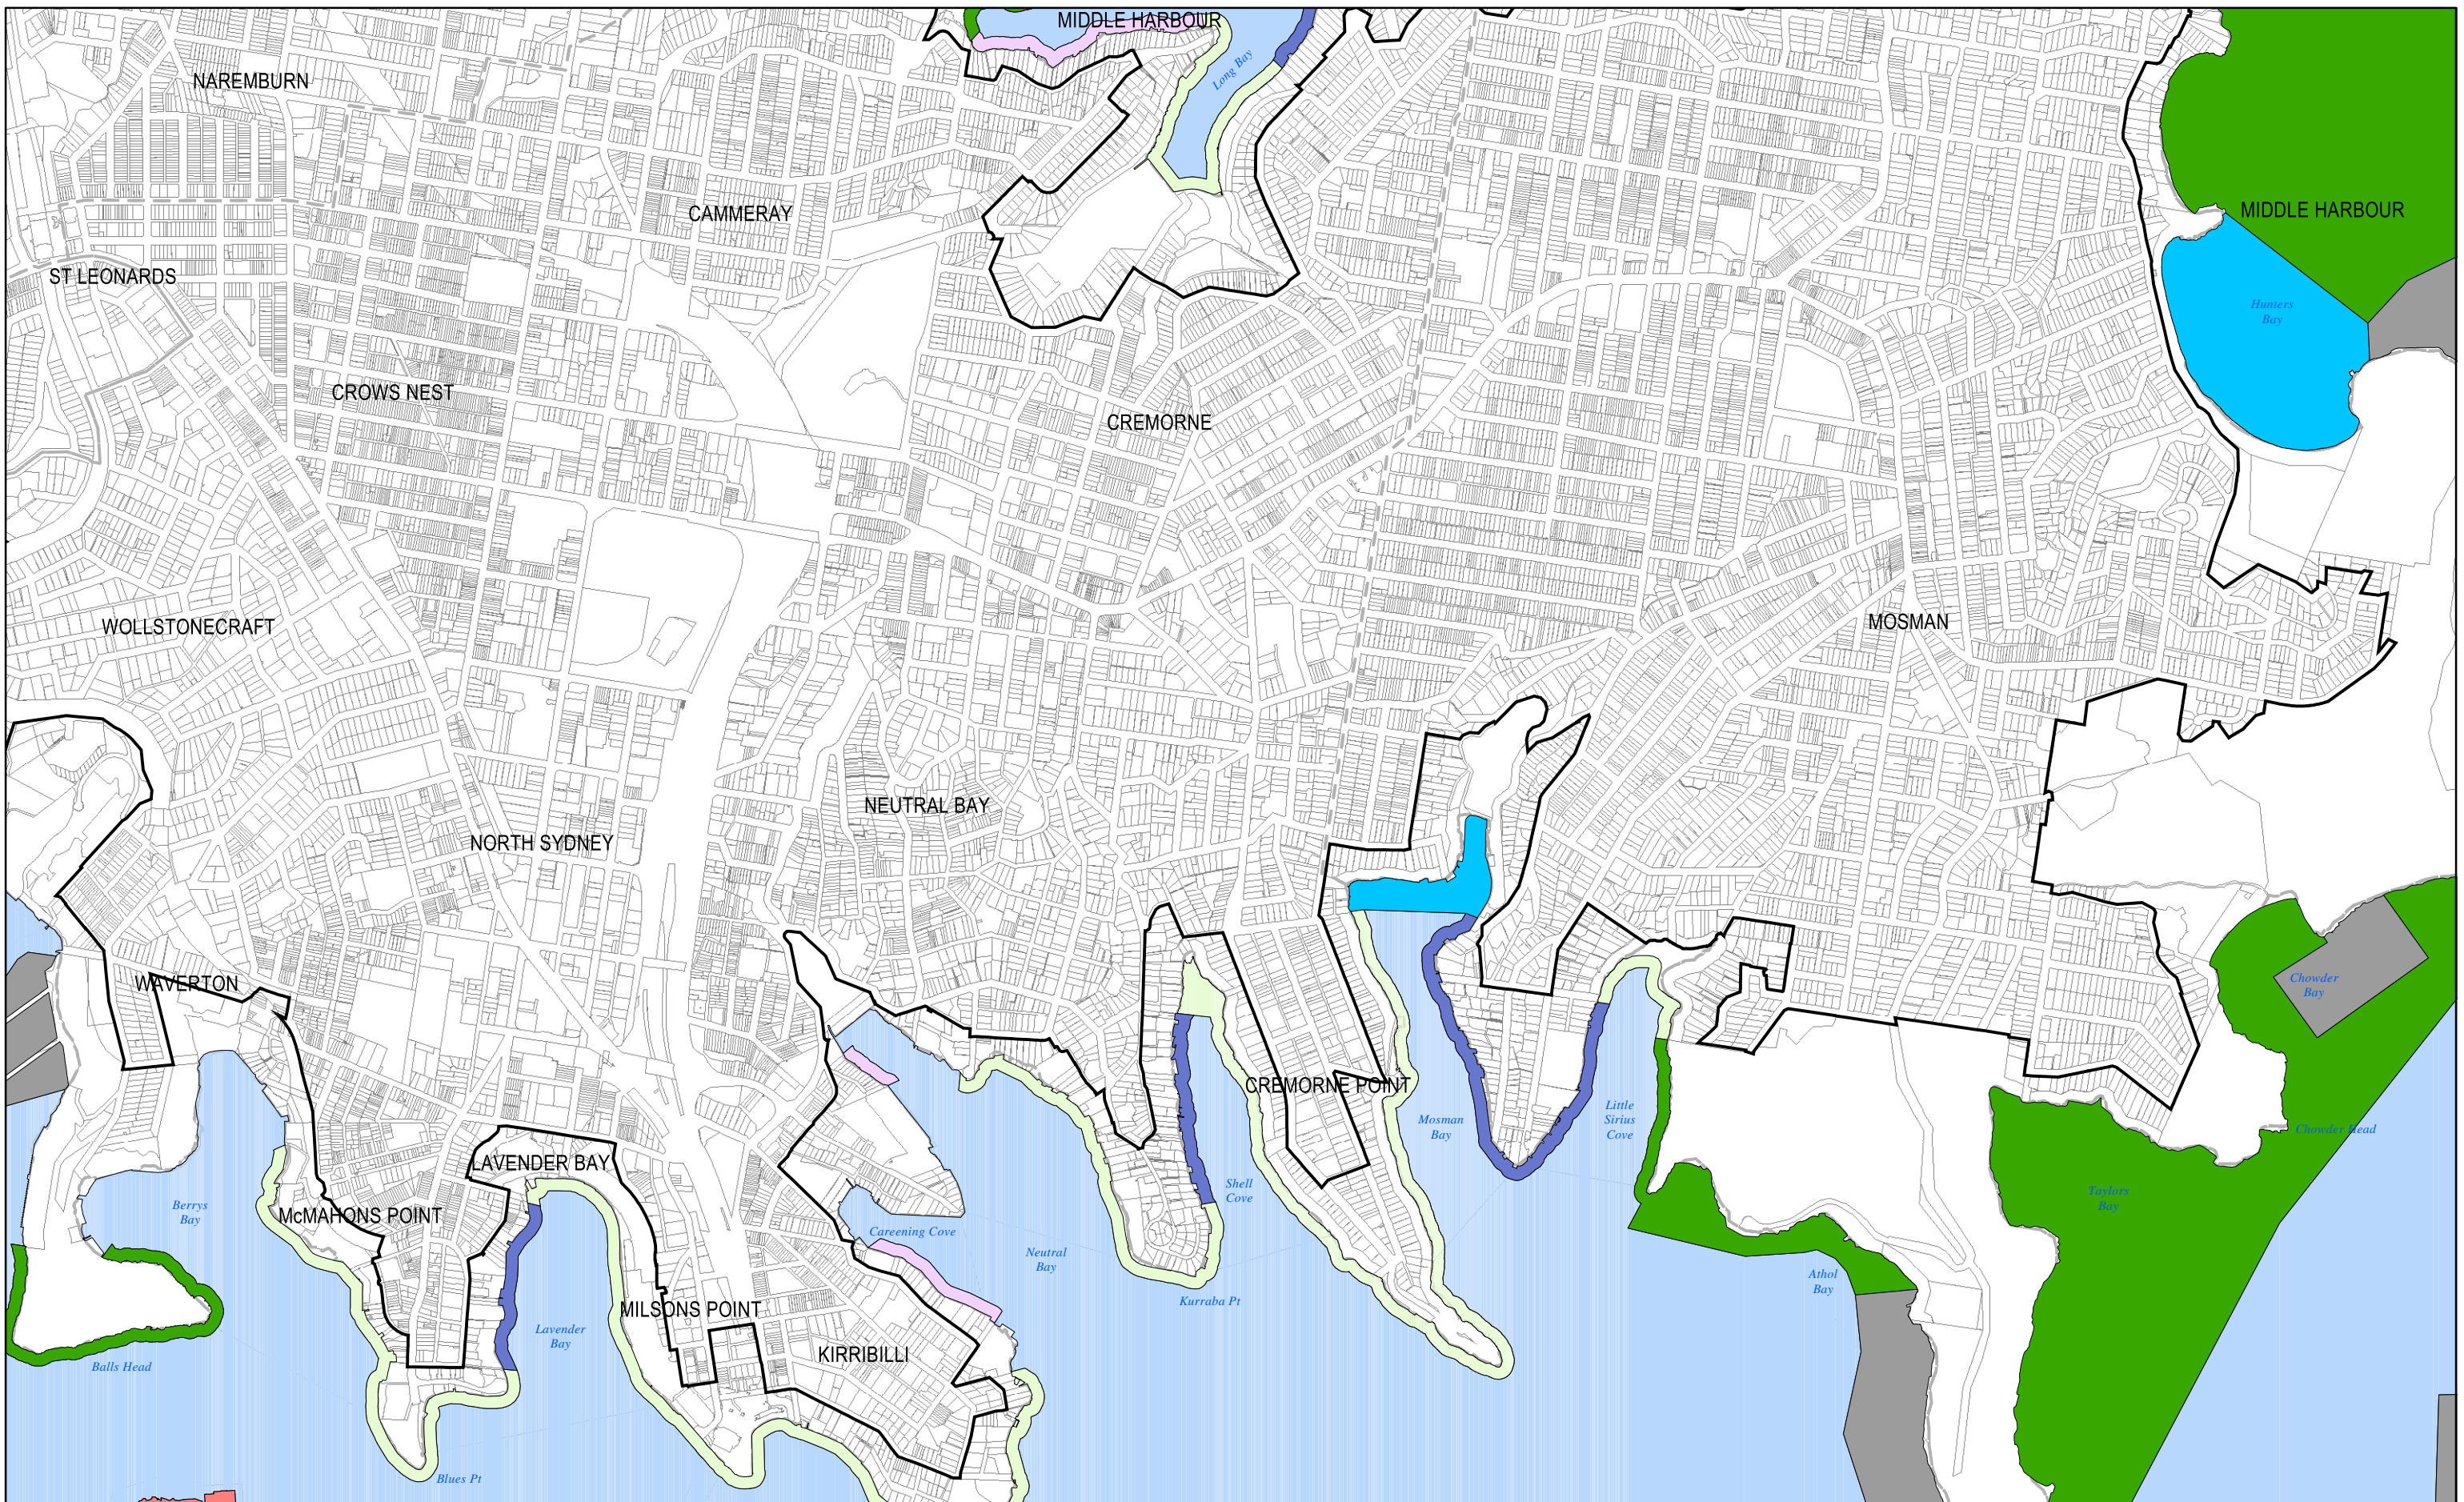 MIDDLE HARBOUR
Long Bay
NAREMBURN
CAMMERAY
MIDDLE HARBOUR
ST LEONARDS
Hunters
Bay
CROWS NEST
CREMORNE
WOLLSTONECRAFT
MOSMAN
NEUTRAL BAY
NORTH SYDNEY
WAVERTON
Chowder
Bay
CREMORNE POINT
Mosman
Bay
Little
Sirius
Cove
Chowder Head
LAVENDER BAY
Shell
Cove
Taylors
Bay
Berrys
Bay
McMAHONS POINT
Careening Cove
Neutral
Bay
Athol
Bay
Kurraba Pt
MILSONS POINT
Lavender
Bay
KIRRIBILLI
Balls Head
Blues Pt